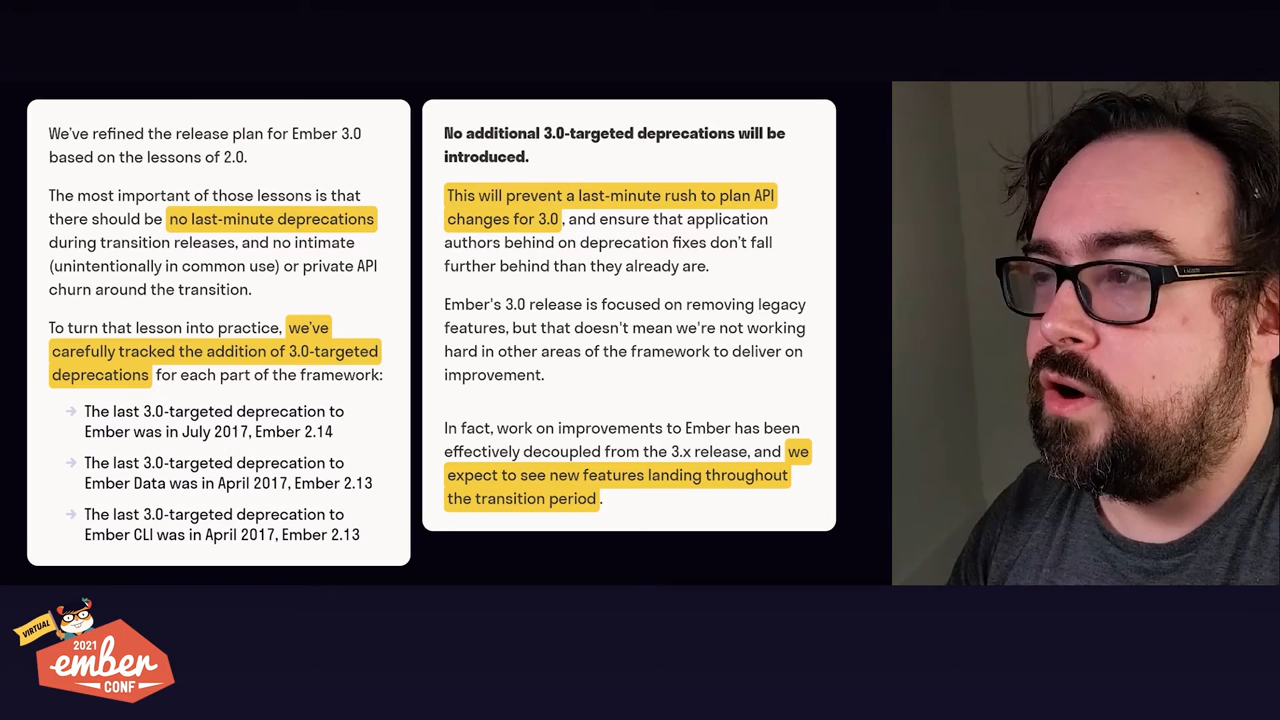 We've refined the release plan for Ember 3.0
based on the lessons of 2.0.
The most important of those lessons is that
there should be no last-minute deprecations
during transition releases, and no intimate
(unintentionally in common use) or private API
churn around the transition.
To turn that lesson into practice, we've
carefully tracked the addition of 3.0-targeted
deprecations for each part of the framework:
→ The last 3.0-targeted deprecation to
Ember was in July 2017, Ember 2.14
→ The last 3.0-targeted deprecation to
Ember Data was in April 2017, Ember 2.13
→ The last 3.0-targeted deprecation to
Ember CLI was in April 2017, Ember 2.13
No additional 3.0-targeted deprecations will be
introduced.
This will prevent a last-minute rush to plan API
changes for 3.0, and ensure that application
authors behind on deprecation fixes don't fall
further behind than they already are.
Ember's 3.0 release is focused on removing legacy
features, but that doesn't mean we're not working
hard in other areas of the framework to deliver on
improvement.
In fact, work on improvements to Ember has been
effectively decoupled from the 3.x release, and we
expect to see new features landing throughout
the transition period.
VIRTUAL
2021
ember
CONF